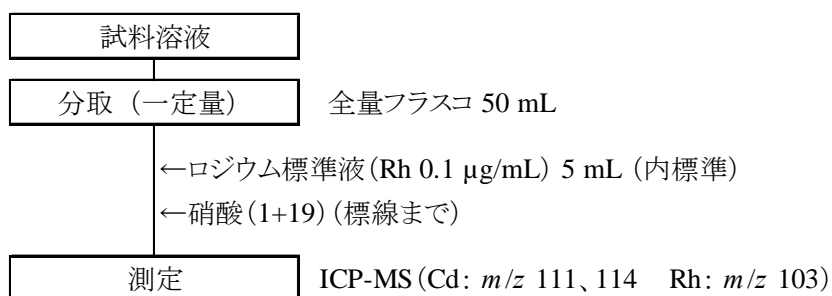 試料溶液
分取 (一定量) 全量フラスコ 50 mL
←ロジウム標準液(Rh 0.1 µg/mL) 5 mL (内標準)
←硝酸(1+19)(標線まで)
測定 ICP-MS(Cd: m/z 111、114 Rh: m/z 103)